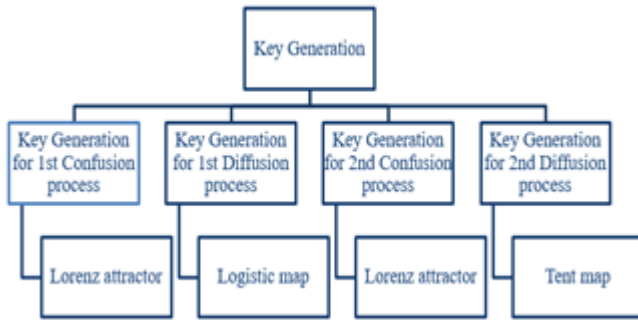 Key Generation
Key Generation
for 1st Confusion
process
Key Generation
for 1st Diffusion
process
Key Generation
for 2nd Confusion
process
Key Generation
for 2nd Diffusion
process
Lorenz attractor
Logistic map
Lorenz attractor
Tent map